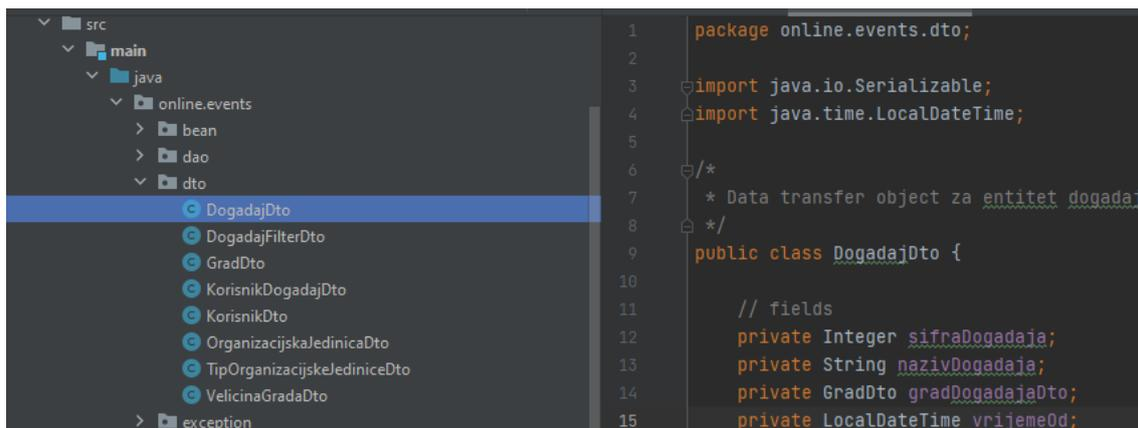 src
main
java
online.events
bean
dao
dto
DogadajDto
DogadajFilterDto
GradDto
KorisnikDogadajDto
KorisnikDto
OrganizacijskaJedinicaDto
TipOrganizacijskeJediniceDto
VelicinaGradaDto
exception
1 package online.events.dto;
2
3 import java.io.Serializable;
4 import java.time.LocalDateTime;
5
6 /*
7 * Data transfer object za entitet dogadaj
8 */
9 public class DogadajDto {
10
11 // fields
12 private Integer sifraDogadaja;
13 private String nazivDogadaja;
14 private GradDto gradDogadajaDto;
15 private LocalDateTime vrijemeOd;